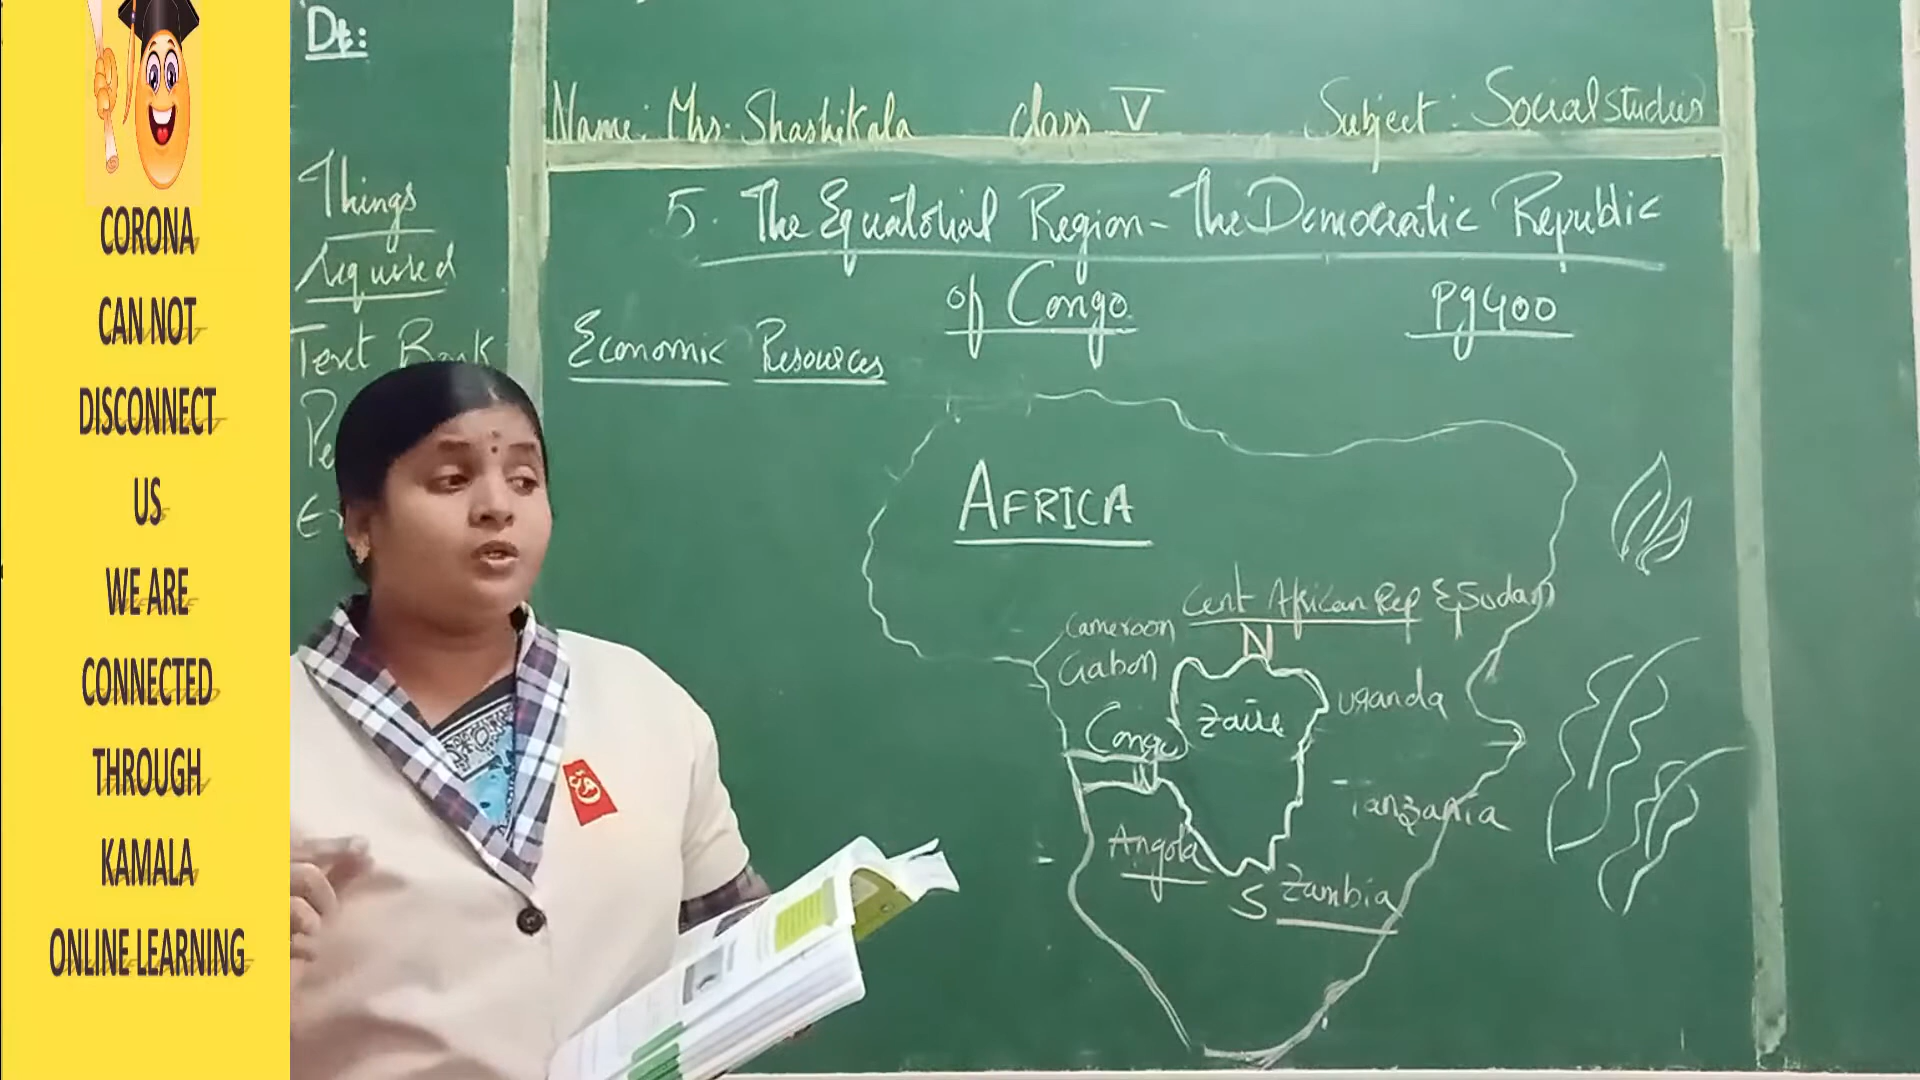 CORONA
CAN NOT
DISCONNECT
US
WE ARE
CONNECTED
THROUGH
KAMALA
ONLINE LEARNING
Dt:
Things
required
Text Book
Name: Mrs. Shashikala class V Subject: Social studies
5. The Equatorial Region - The Democratic Republic
of Congo Pg 400
Economic Resources
AFRICA
Cent African Rep & Sudan
N
Cameroon
Gabon
Congo
Zaire
Uganda
Tanzania
Angola
S Zambia